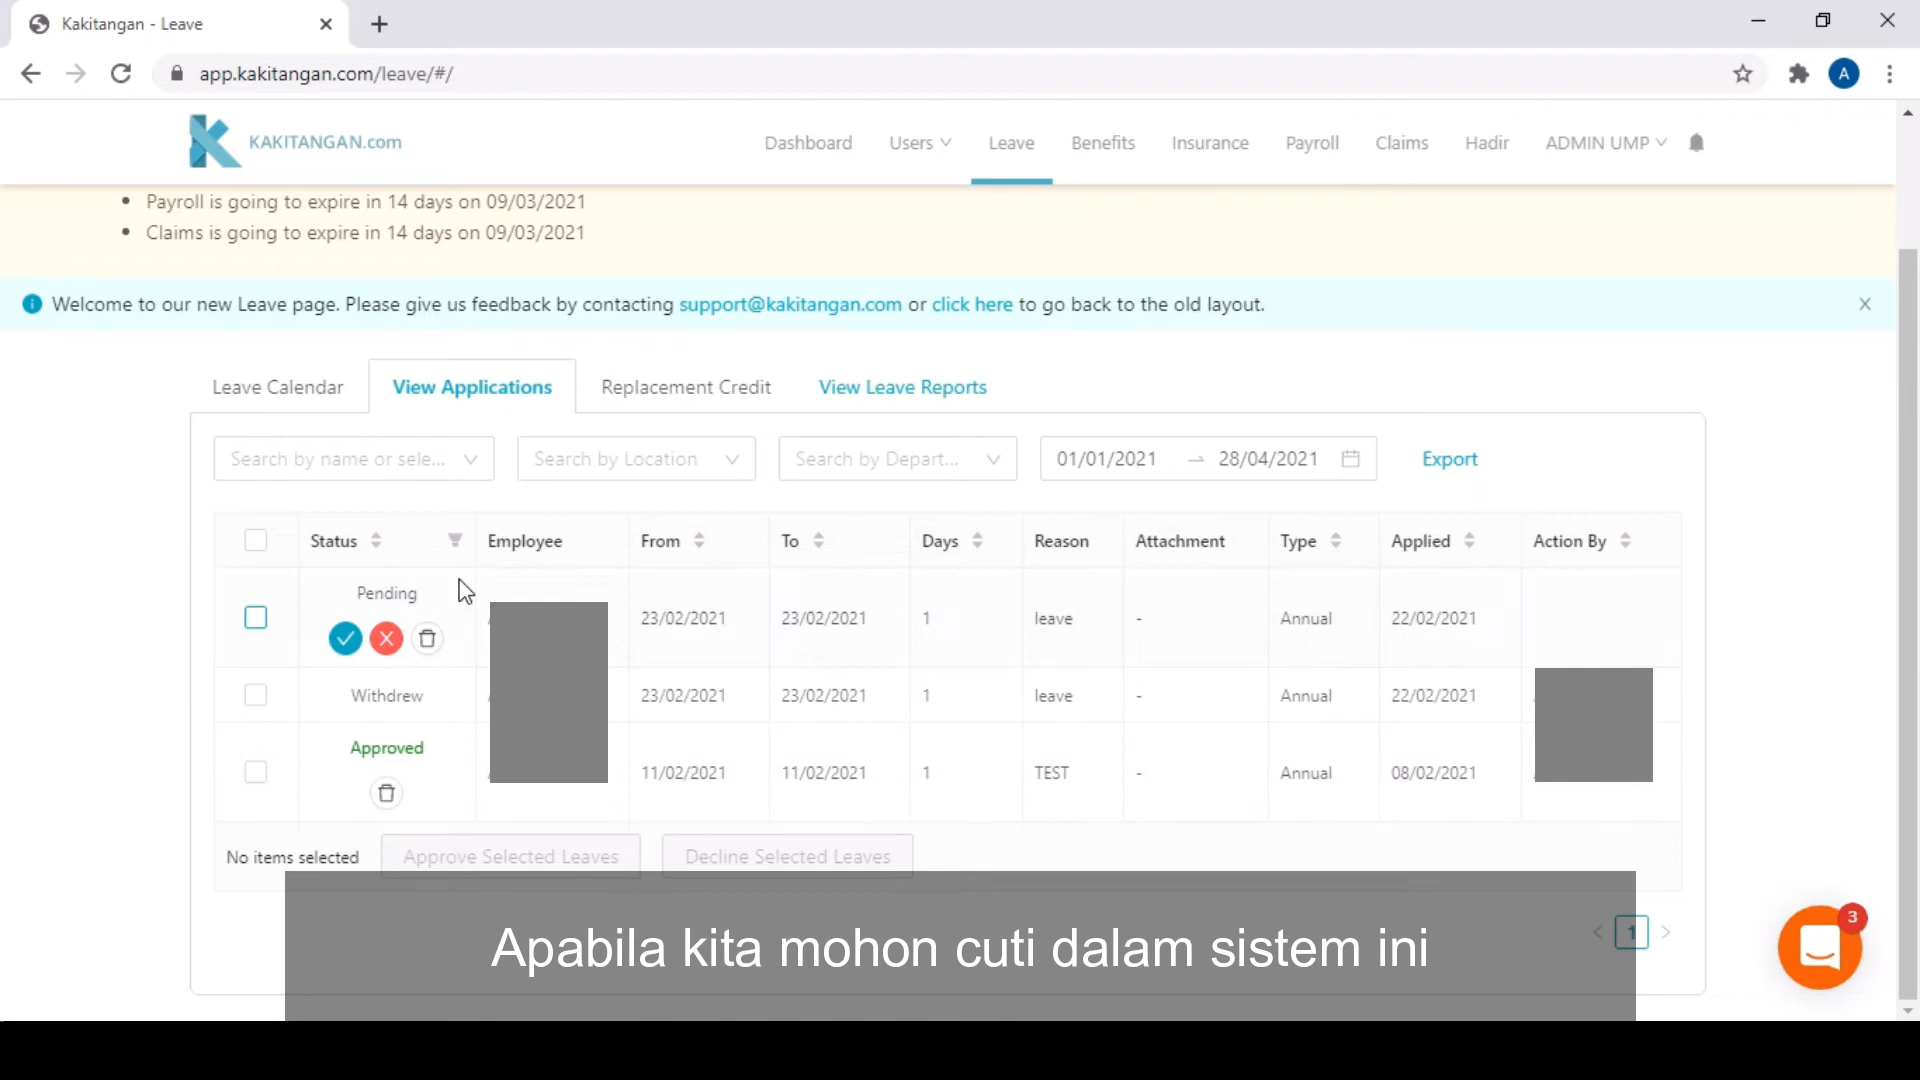 Kakitangan - Leave
app.kakitangan.com/leave/#/
A
KAKITANGAN.com
Dashboard Users Leave Benefits Insurance Payroll Claims Hadir ADMIN UMP
Payroll is going to expire in 14 days on 09/03/2021
Claims is going to expire in 14 days on 09/03/2021
Welcome to our new Leave page. Please give us feedback by contacting support@kakitangan.com or click here to go back to the old layout.
Leave Calendar View Applications Replacement Credit View Leave Reports
Search by name or sele... Search by Location Search by Depart... 01/01/2021 → 28/04/2021 Export
Status Employee From To Days Reason Attachment Type Applied Action By
Pending
23/02/2021 23/02/2021 1 leave - Annual 22/02/2021
Withdrew 23/02/2021 23/02/2021 1 leave - Annual 22/02/2021
Approved
11/02/2021 11/02/2021 1 TEST - Annual 08/02/2021
No items selected Approve Selected Leaves Decline Selected Leaves
1
3
Apabila kita mohon cuti dalam sistem ini